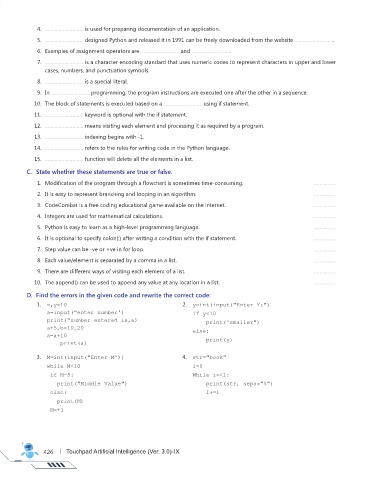 4. ........................ is used for preparing documentation of an application.
5. ........................ designed Python and released it in 1991 can be freely downloaded from the website ........................ .
6. Examples of assignment operators are ........................ and ........................ .
7. ........................ is a character encoding standard that uses numeric codes to represent characters in upper and lower
cases, numbers, and punctuation symbols.
8. ........................ is a special literal.
9. In ........................ programming, the program instructions are executed one after the other in a sequence.
10. The block of statements is executed based on a ........................ using if statement.
11. ........................ keyword is optional with the if statement.
12. ........................ means visiting each element and processing it as required by a program.
13. ........................ indexing begins with -1.
14. ........................ refers to the rules for writing code in the Python language.
15. ........................ function will delete all the elements in a list.
C. State whether these statements are true or false.
1. Modification of the program through a flowchart is sometimes time-consuming. ..............
2. It is easy to represent branching and looping in an algorithm. ..............
3. CodeCombat is a free coding educational game available on the internet. ..............
4. Integers are used for mathematical calculations. ..............
5. Python is easy to learn as a high-level programming language. ..............
6. It is optional to specify colon(:) after writing a condition with the if statement. ..............
7. Step value can be -ve or +ve in for loop. ..............
8. Each value/element is separated by a comma in a list. ..............
9. There are different ways of visiting each element of a list. ..............
10. The append() can be used to append any value at any location in a list. ..............
D. Find the errors in the given code and rewrite the correct code:
1. a,y=10
a=input("enter number')
print("number entered is,a)
a+5,b=10,20
a=a+10
print(a)
2. y=int(input("Enter Y:")
if y<10
print('smaller")
else:
print(y)
3. M=int(input("Enter M'))
while M<10
if M=5:
print("Middle Value")
else:
print(M)
M=+1
4. str="book"
i=0
While i=<1:
print(str, sepa="%")
i+=1
426 | Touchpad Artificial Intelligence (Ver. 3.0)-IX